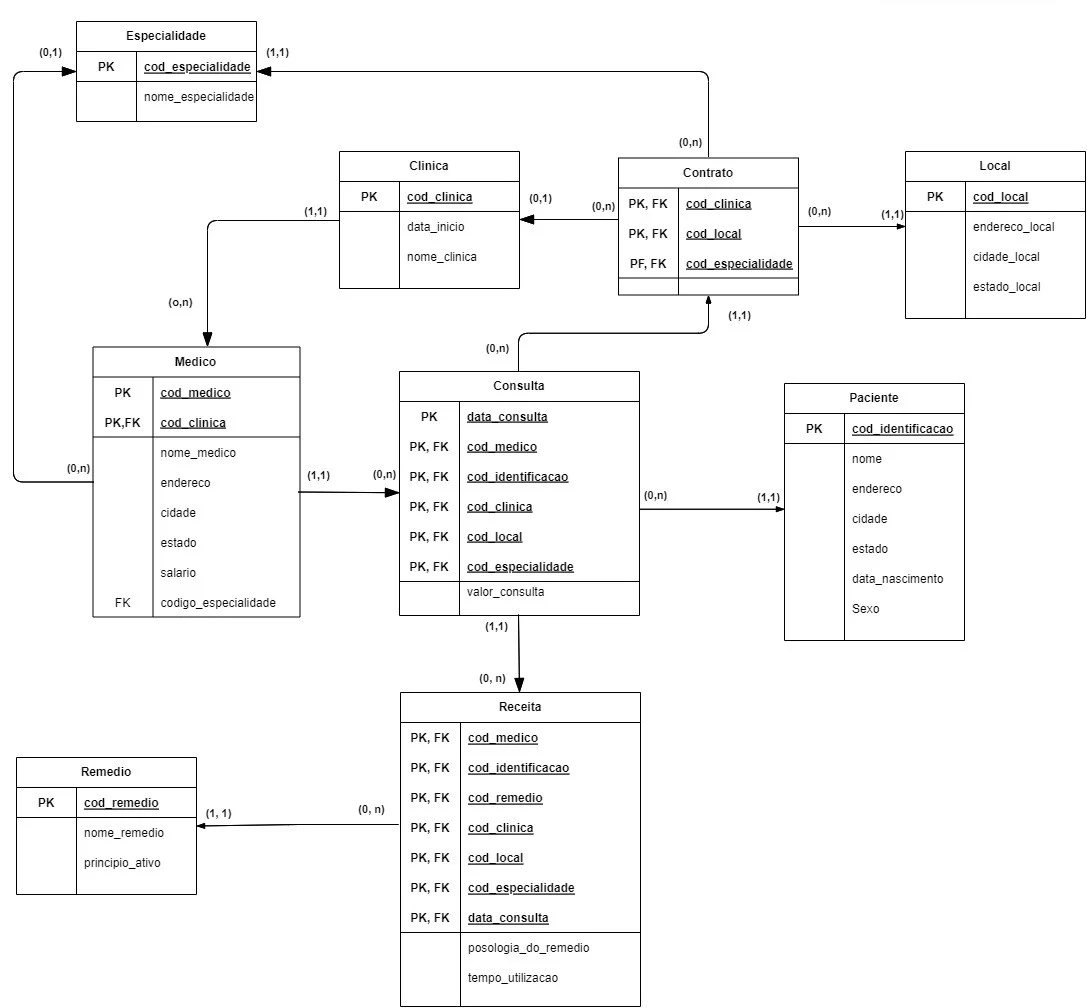 Especialidade
(0,1)
(1,1)
PK cod_especialidade
nome_especialidade
(0,n)
Clinica
PK cod_clinica
data_inicio
nome_clinica
(0,1)
(0,n)
(1,1)
(o,n)
Contrato
PK, FK cod_clinica
PK, FK cod_local
PF, FK cod_especialidade
(0,n)
(1,1)
Local
PK cod_local
endereco_local
cidade_local
estado_local
(1,1)
(0,n)
Medico
PK cod_medico
PK,FK cod_clinica
nome_medico
endereco
cidade
estado
salario
FK codigo_especialidade
(0,n)
(1,1)
(0,n)
Consulta
PK data_consulta
PK, FK cod_medico
PK, FK cod_identificacao
PK, FK cod_clinica
PK, FK cod_local
PK, FK cod_especialidade
valor_consulta
(0,n)
(1,1)
Paciente
PK cod_identificacao
nome
endereco
cidade
estado
data_nascimento
Sexo
(1,1)
(0, n)
Receita
PK, FK cod_medico
PK, FK cod_identificacao
PK, FK cod_remedio
PK, FK cod_clinica
PK, FK cod_local
PK, FK cod_especialidade
PK, FK data_consulta
posologia_do_remedio
tempo_utilizacao
Remedio
PK cod_remedio
nome_remedio
principio_ativo
(1, 1)
(0, n)